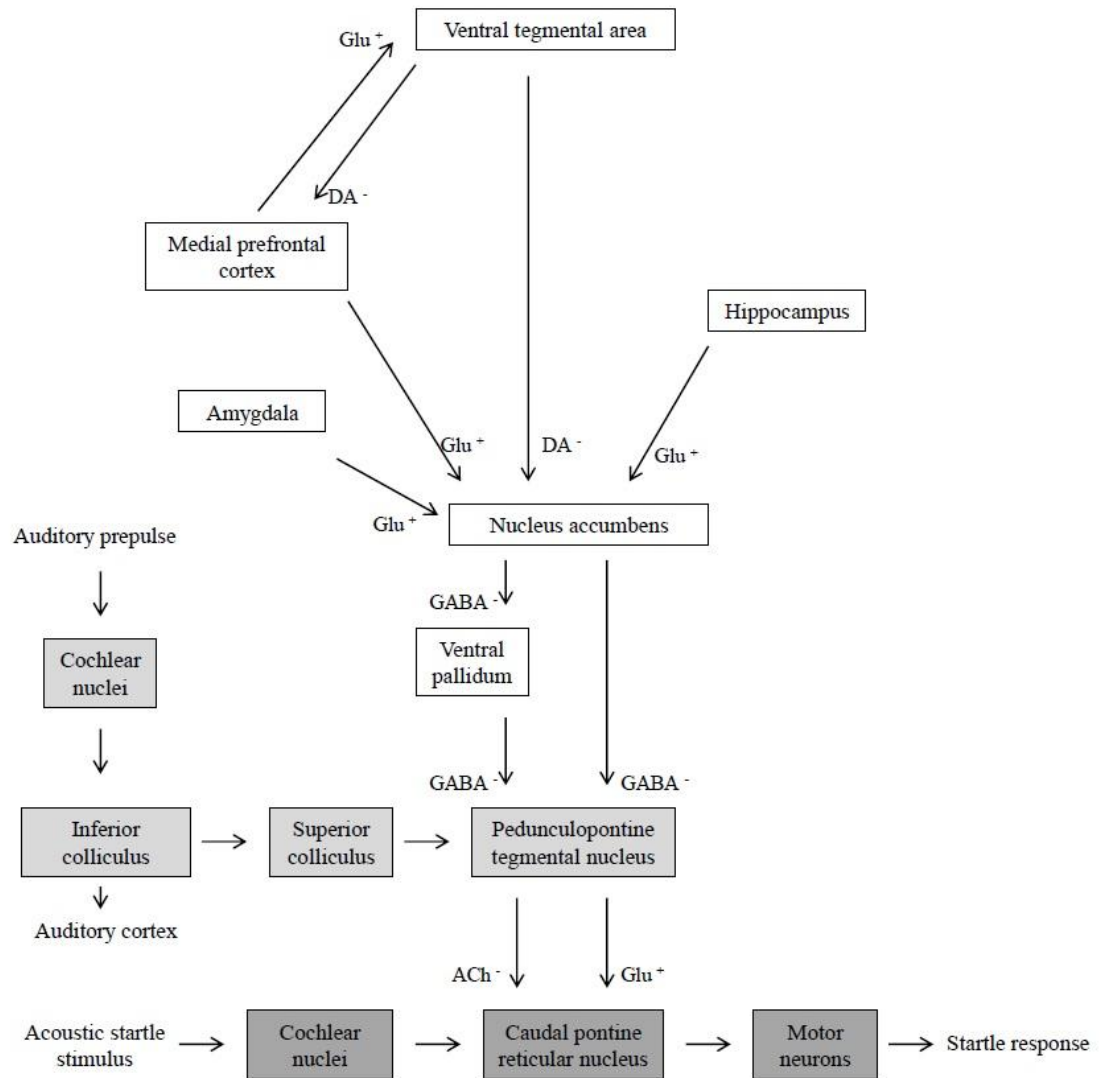 Glu +
Ventral tegmental area
DA -
Medial prefrontal
cortex
Hippocampus
Amygdala
Glu +
DA -
Glu +
Glu +
Nucleus accumbens
Auditory prepulse
GABA -
Cochlear
nuclei
Ventral
pallidum
GABA -
GABA -
Inferior
colliculus
Superior
colliculus
Pedunculopontine
tegmental nucleus
Auditory cortex
ACh -
Glu +
Acoustic startle
stimulus
Cochlear
nuclei
Caudal pontine
reticular nucleus
Motor
neurons
Startle response